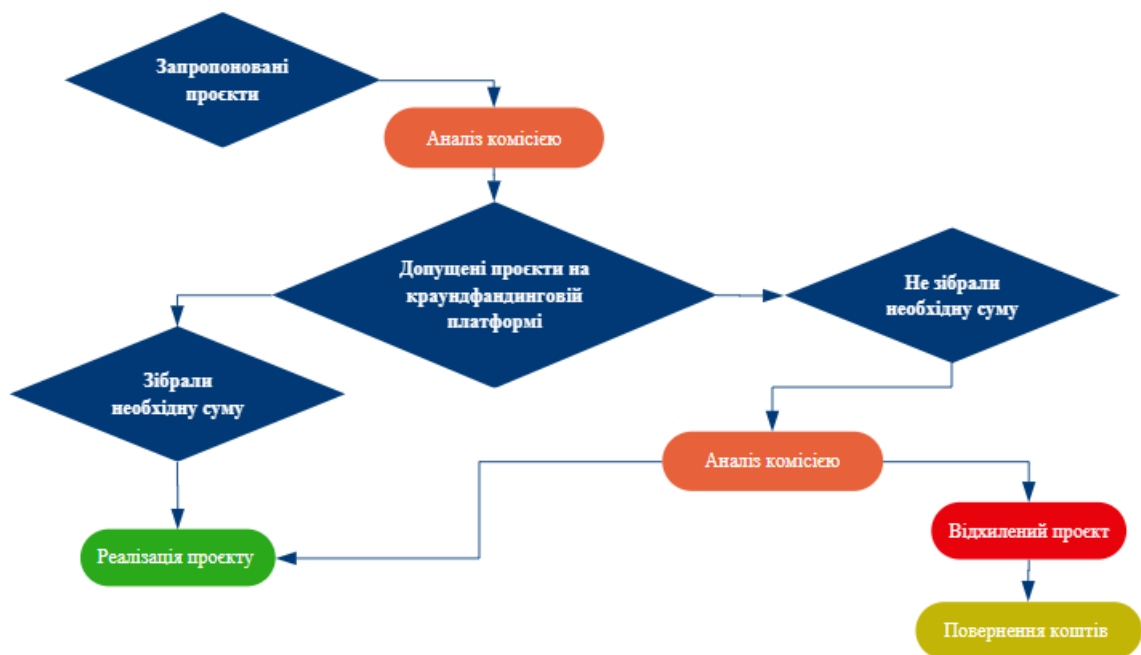 Запропоновані
проєкти
Аналіз комісією
Допущені проєкти на
краундфандинговій
платформі
Не зібрали
необхідну суму
Зібрали
необхідну суму
Аналіз комісією
Відхилений проєкт
Реалізація проєкту
Повернення коштів